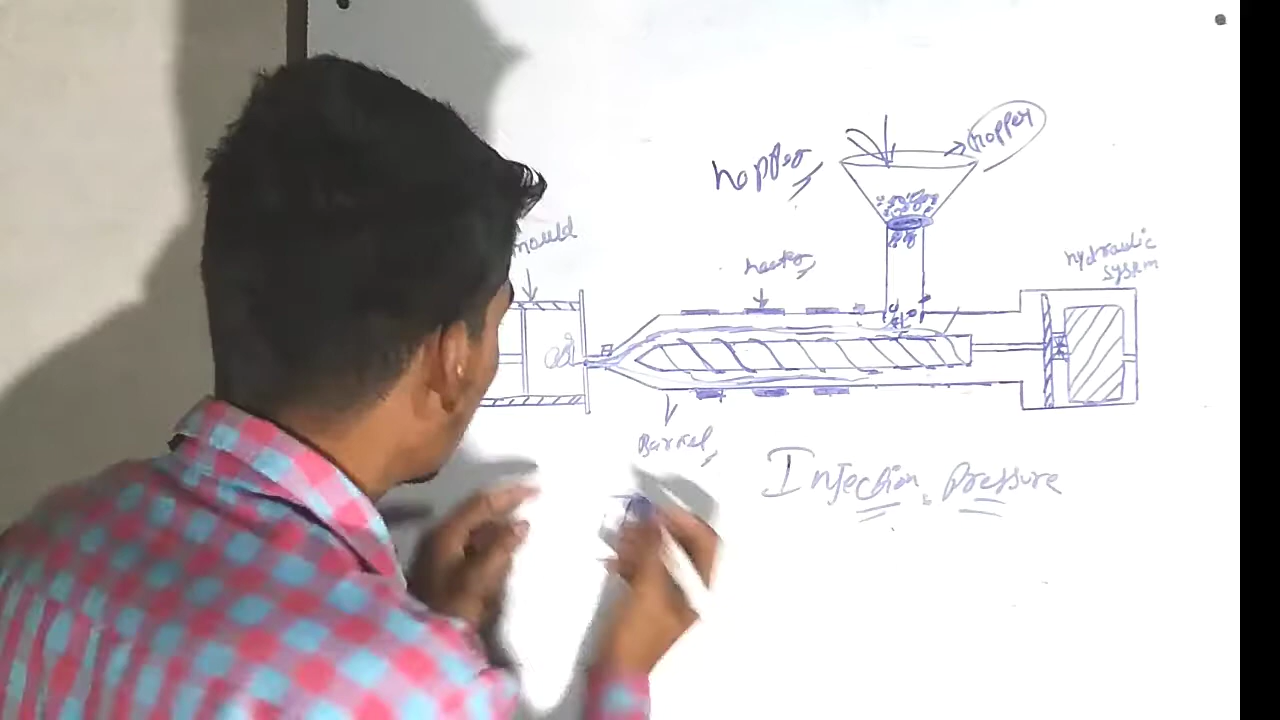 hopper
hopper
mould
heater
hydraulic
system
Barrel
Injection Pressure